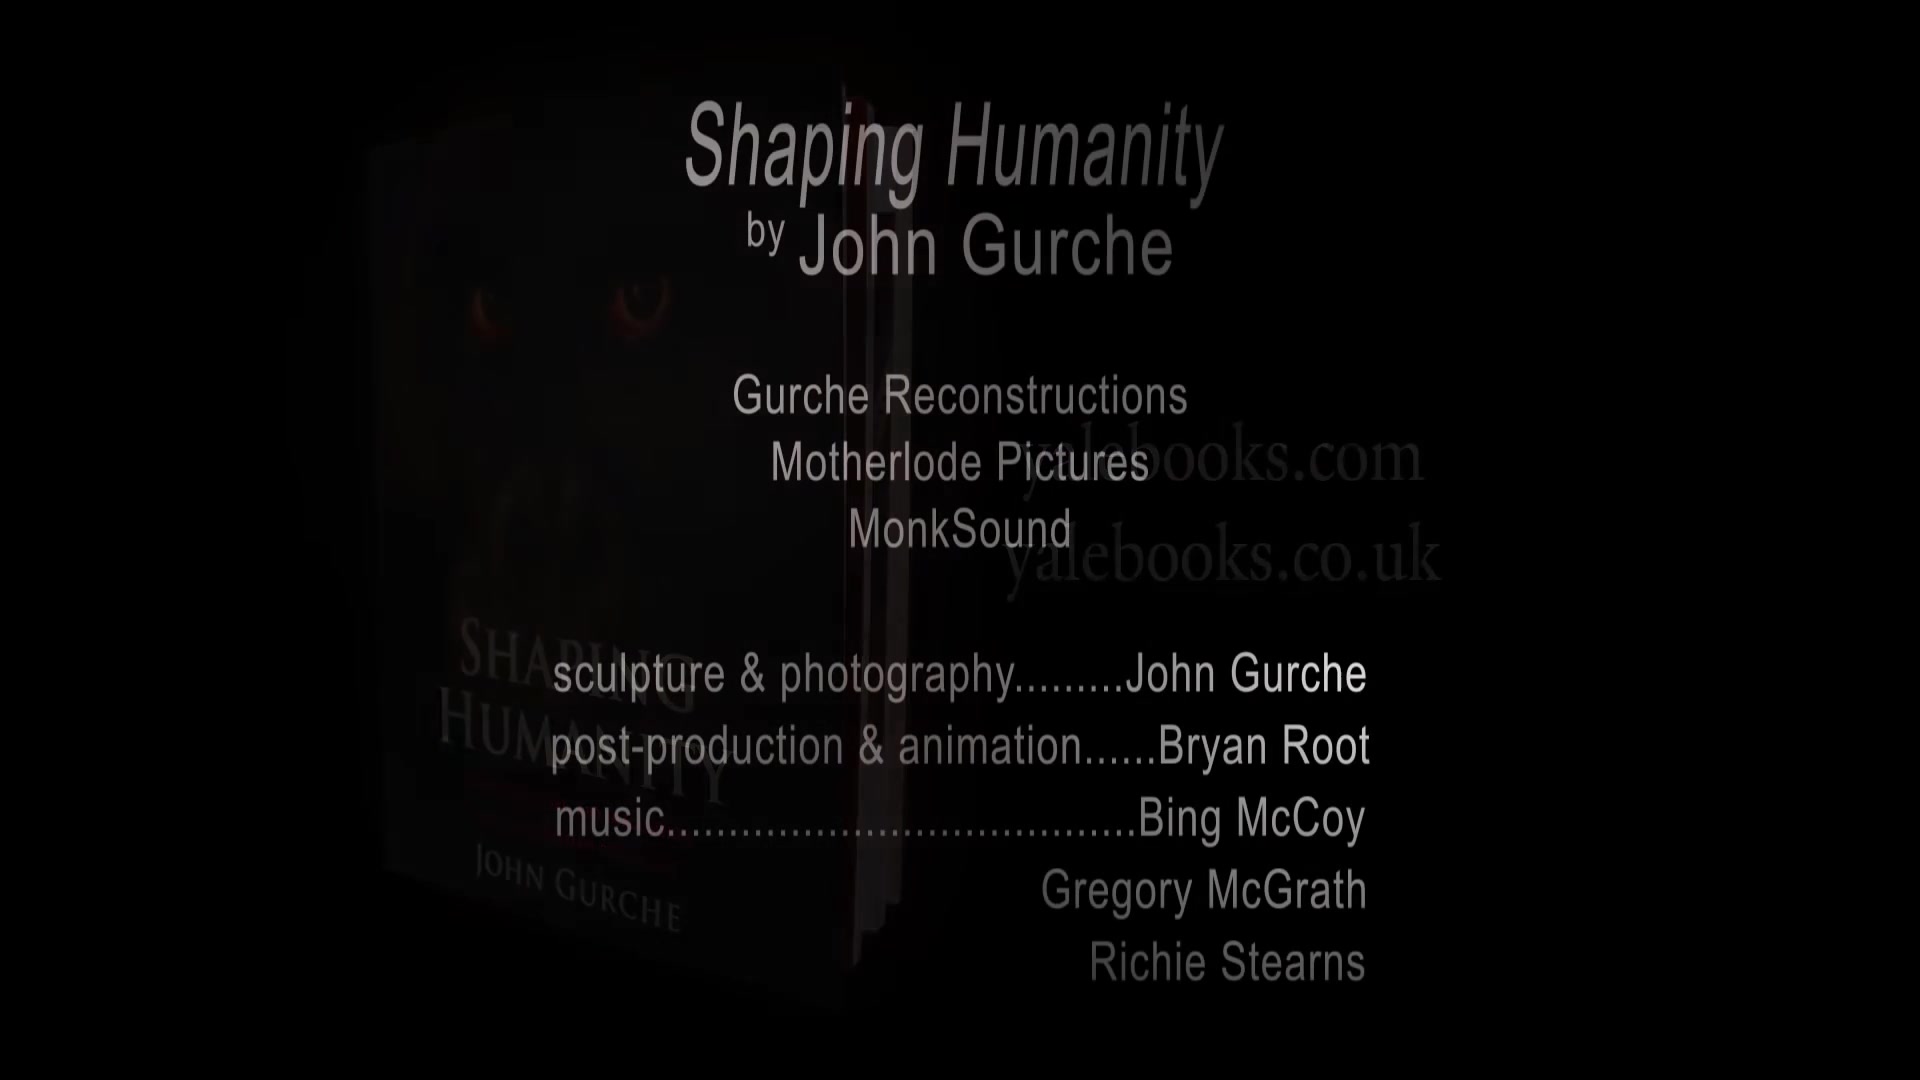 Shaping Humanity
by John Gurche
Gurche Reconstructions
Motherlode Pictures
MonkSound
yalebooks.com
yalebooks.co.uk
sculpture & photography.........John Gurche
post-production & animation......Bryan Root
music......................................Bing McCoy
Gregory McGrath
Richie Stearns
SHAPING
HUMANITY
JOHN GURCHE